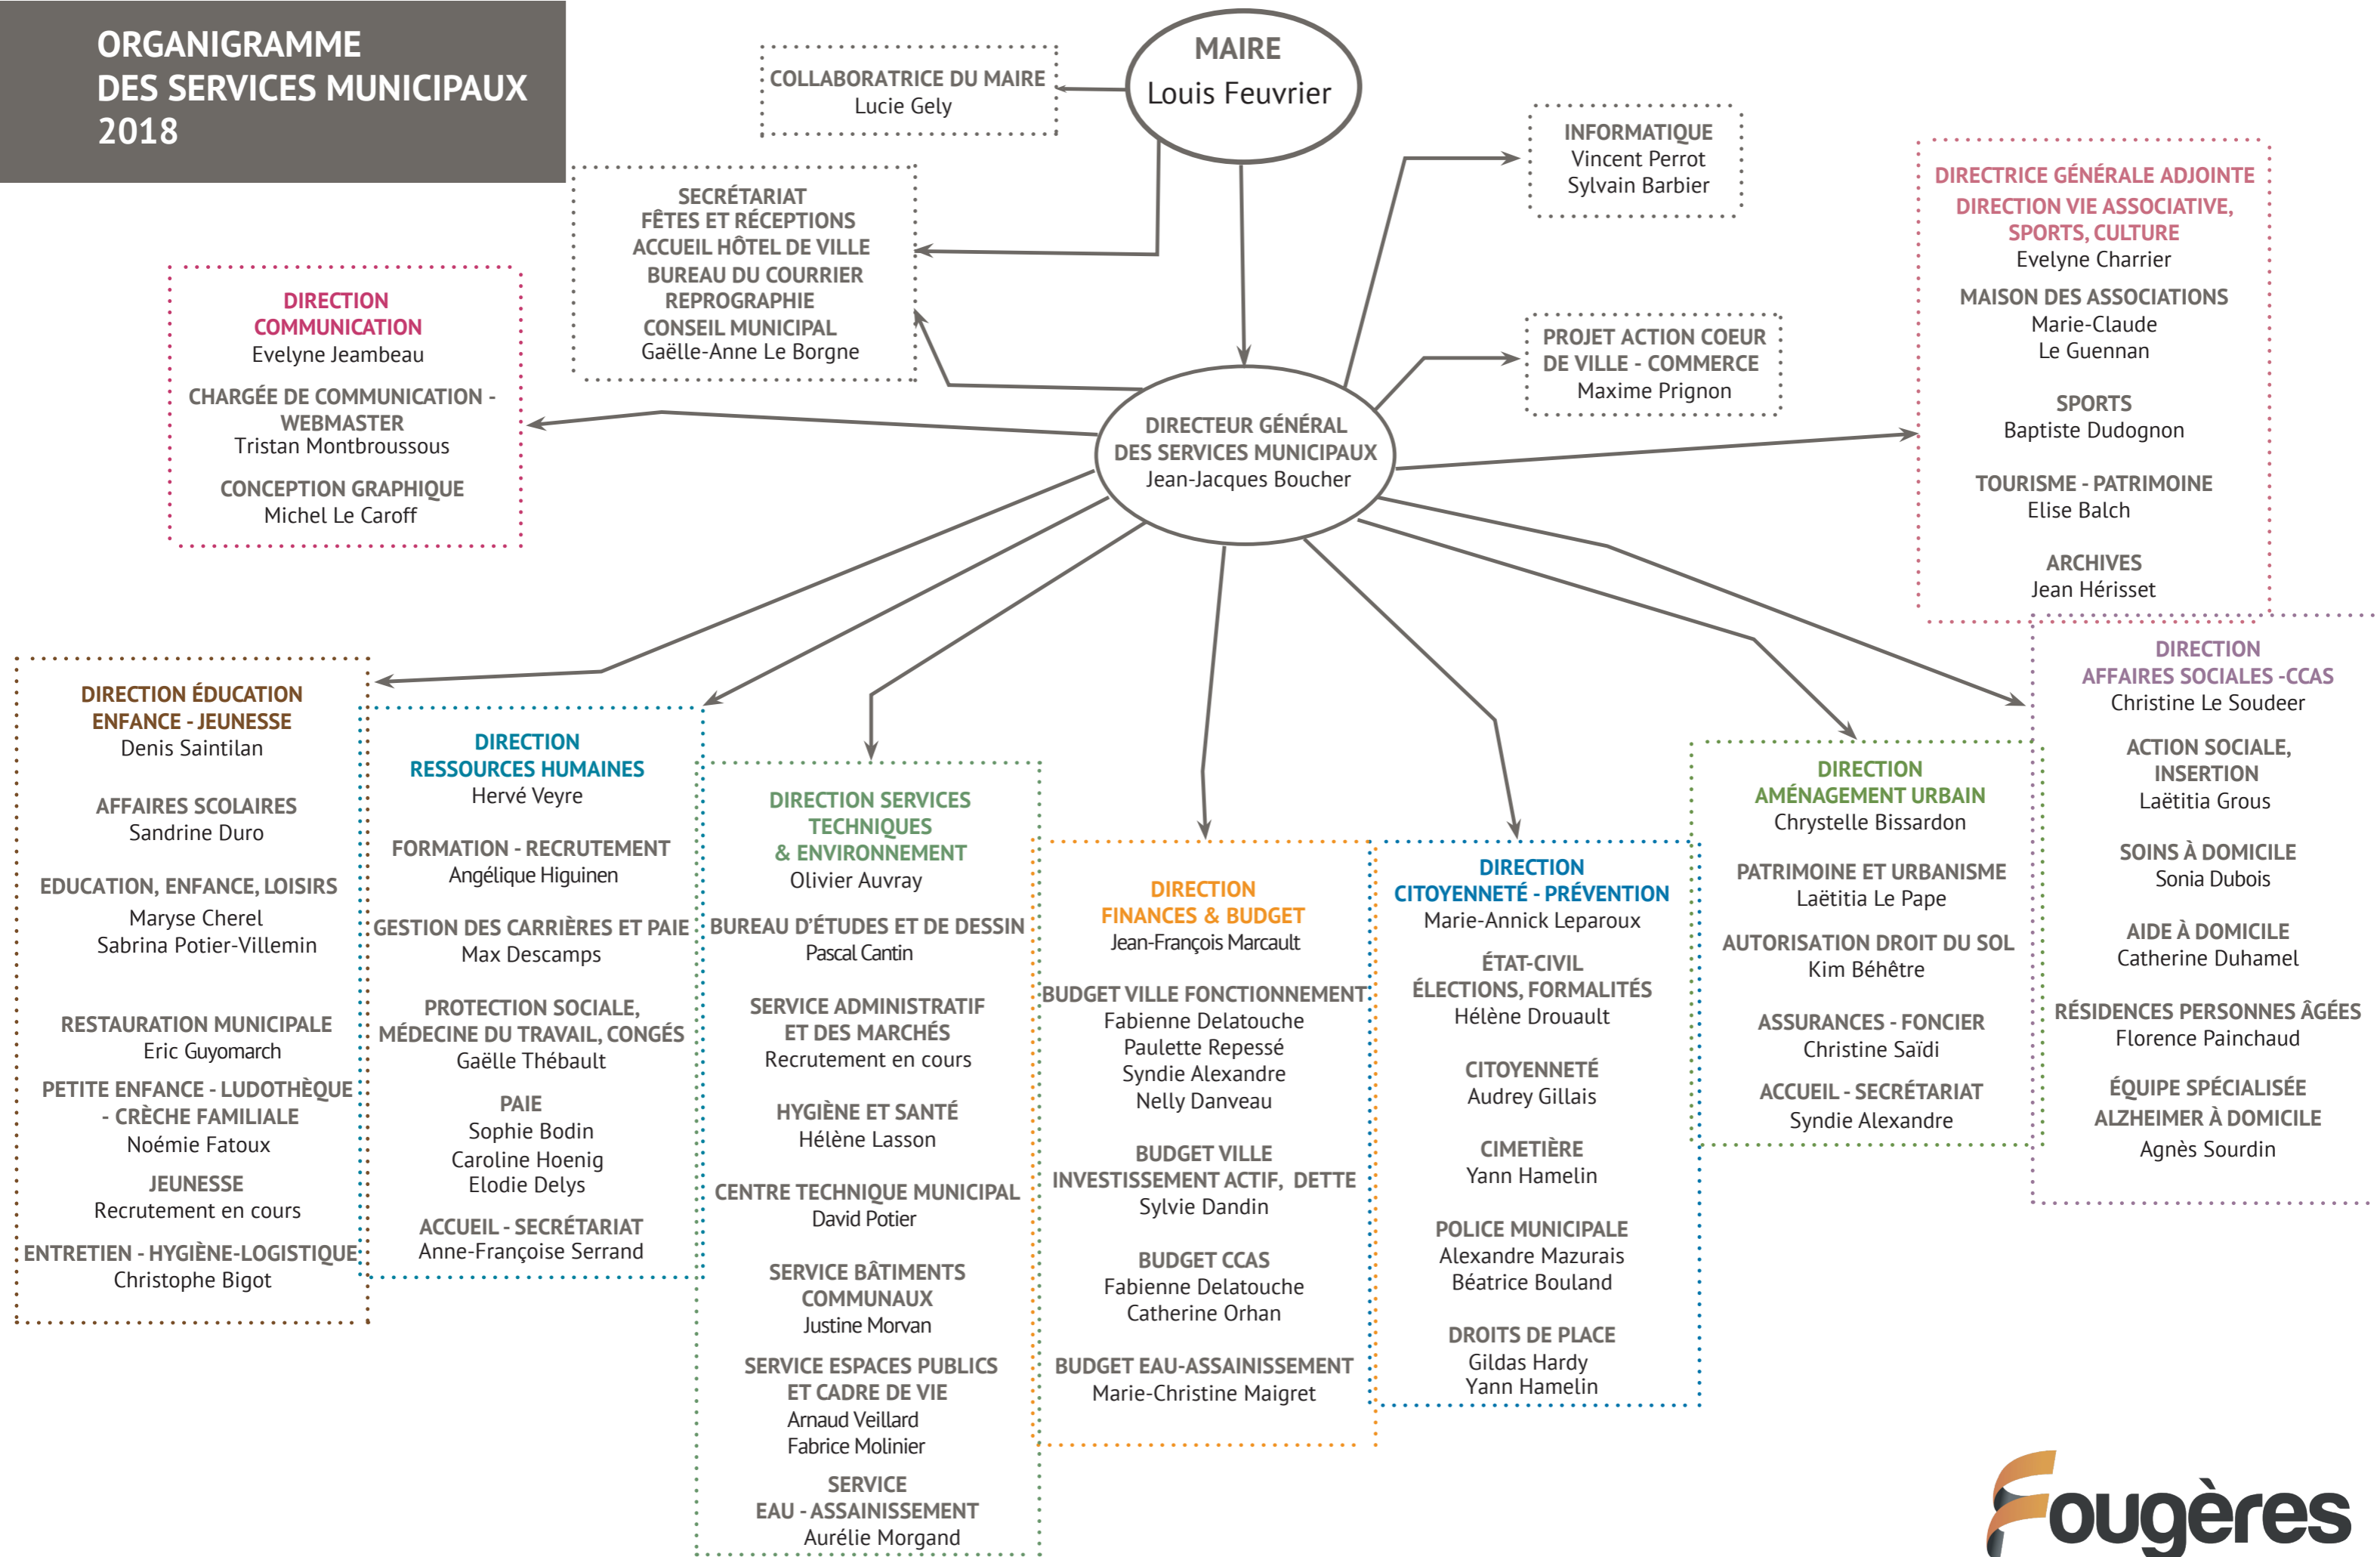 ORGANIGRAMME
DES SERVICES MUNICIPAUX
2018
MAIRE
Louis Feuvrier
COLLABORATRICE DU MAIRE
Lucie Gely
SECRÉTARIAT
FÊTES ET RÉCEPTIONS
ACCUEIL HÔTEL DE VILLE
BUREAU DU COURRIER
REPROGRAPHIE
CONSEIL MUNICIPAL
Gaëlle-Anne Le Borgne
INFORMATIQUE
Vincent Perrot
Sylvain Barbier
PROJET ACTION COEUR
DE VILLE - COMMERCE
Maxime Prignon
DIRECTEUR GÉNÉRAL
DES SERVICES MUNICIPAUX
Jean-Jacques Boucher
DIRECTION
COMMUNICATION
Evelyne Jeambeau
CHARGÉE DE COMMUNICATION -
WEBMASTER
Tristan Montbroussous
CONCEPTION GRAPHIQUE
Michel Le Caroff
DIRECTRICE GÉNÉRALE ADJOINTE
DIRECTION VIE ASSOCIATIVE,
SPORTS, CULTURE
Evelyne Charrier
MAISON DES ASSOCIATIONS
Marie-Claude
Le Guennan
SPORTS
Baptiste Dudognon
TOURISME - PATRIMOINE
Elise Balch
ARCHIVES
Jean Hérisset
DIRECTION ÉDUCATION
ENFANCE - JEUNESSE
Denis Saintilan
AFFAIRES SCOLAIRES
Sandrine Duro
EDUCATION, ENFANCE, LOISIRS
Maryse Cherel
Sabrina Potier-Villemin
RESTAURATION MUNICIPALE
Eric Guyomarch
PETITE ENFANCE - LUDOTHÈQUE
- CRÈCHE FAMILIALE
Noémie Fatoux
JEUNESSE
Recrutement en cours
ENTRETIEN - HYGIÈNE-LOGISTIQUE
Christophe Bigot
DIRECTION
RESSOURCES HUMAINES
Hervé Veyre
FORMATION - RECRUTEMENT
Angélique Higuinen
GESTION DES CARRIÈRES ET PAIE
Max Descamps
PROTECTION SOCIALE,
MÉDECINE DU TRAVAIL, CONGÉS
Gaëlle Thébault
PAIE
Sophie Bodin
Caroline Hoenig
Elodie Delys
ACCUEIL - SECRÉTARIAT
Anne-Françoise Serrand
DIRECTION SERVICES
TECHNIQUES
& ENVIRONNEMENT
Olivier Auvray
BUREAU D'ÉTUDES ET DE DESSIN
Pascal Cantin
SERVICE ADMINISTRATIF
ET DES MARCHÉS
Recrutement en cours
HYGIÈNE ET SANTÉ
Hélène Lasson
CENTRE TECHNIQUE MUNICIPAL
David Potier
SERVICE BÂTIMENTS
COMMUNAUX
Justine Morvan
SERVICE ESPACES PUBLICS
ET CADRE DE VIE
Arnaud Veillard
Fabrice Molinier
SERVICE
EAU - ASSAINISSEMENT
Aurélie Morgand
DIRECTION
FINANCES & BUDGET
Jean-François Marcault
BUDGET VILLE FONCTIONNEMENT
Fabienne Delatouche
Paulette Repessé
Syndie Alexandre
Nelly Danveau
BUDGET VILLE
INVESTISSEMENT ACTIF, DETTE
Sylvie Dandin
BUDGET CCAS
Fabienne Delatouche
Catherine Orhan
BUDGET EAU-ASSAINISSEMENT
Marie-Christine Maigret
DIRECTION
CITOYENNETÉ - PRÉVENTION
Marie-Annick Leparoux
ÉTAT-CIVIL
ÉLECTIONS, FORMALITÉS
Hélène Drouault
CITOYENNETÉ
Audrey Gillais
CIMETIÈRE
Yann Hamelin
POLICE MUNICIPALE
Alexandre Mazurais
Béatrice Bouland
DROITS DE PLACE
Gildas Hardy
Yann Hamelin
DIRECTION
AMÉNAGEMENT URBAIN
Chrystelle Bissardon
PATRIMOINE ET URBANISME
Laëtitia Le Pape
AUTORISATION DROIT DU SOL
Kim Béhêtre
ASSURANCES - FONCIER
Christine Saïdi
ACCUEIL - SECRÉTARIAT
Syndie Alexandre
DIRECTION
AFFAIRES SOCIALES -CCAS
Christine Le Soudeer
ACTION SOCIALE,
INSERTION
Laëtitia Grous
SOINS À DOMICILE
Sonia Dubois
AIDE À DOMICILE
Catherine Duhamel
RÉSIDENCES PERSONNES ÂGÉES
Florence Painchaud
ÉQUIPE SPÉCIALISÉE
ALZHEIMER À DOMICILE
Agnès Sourdin
Fougères